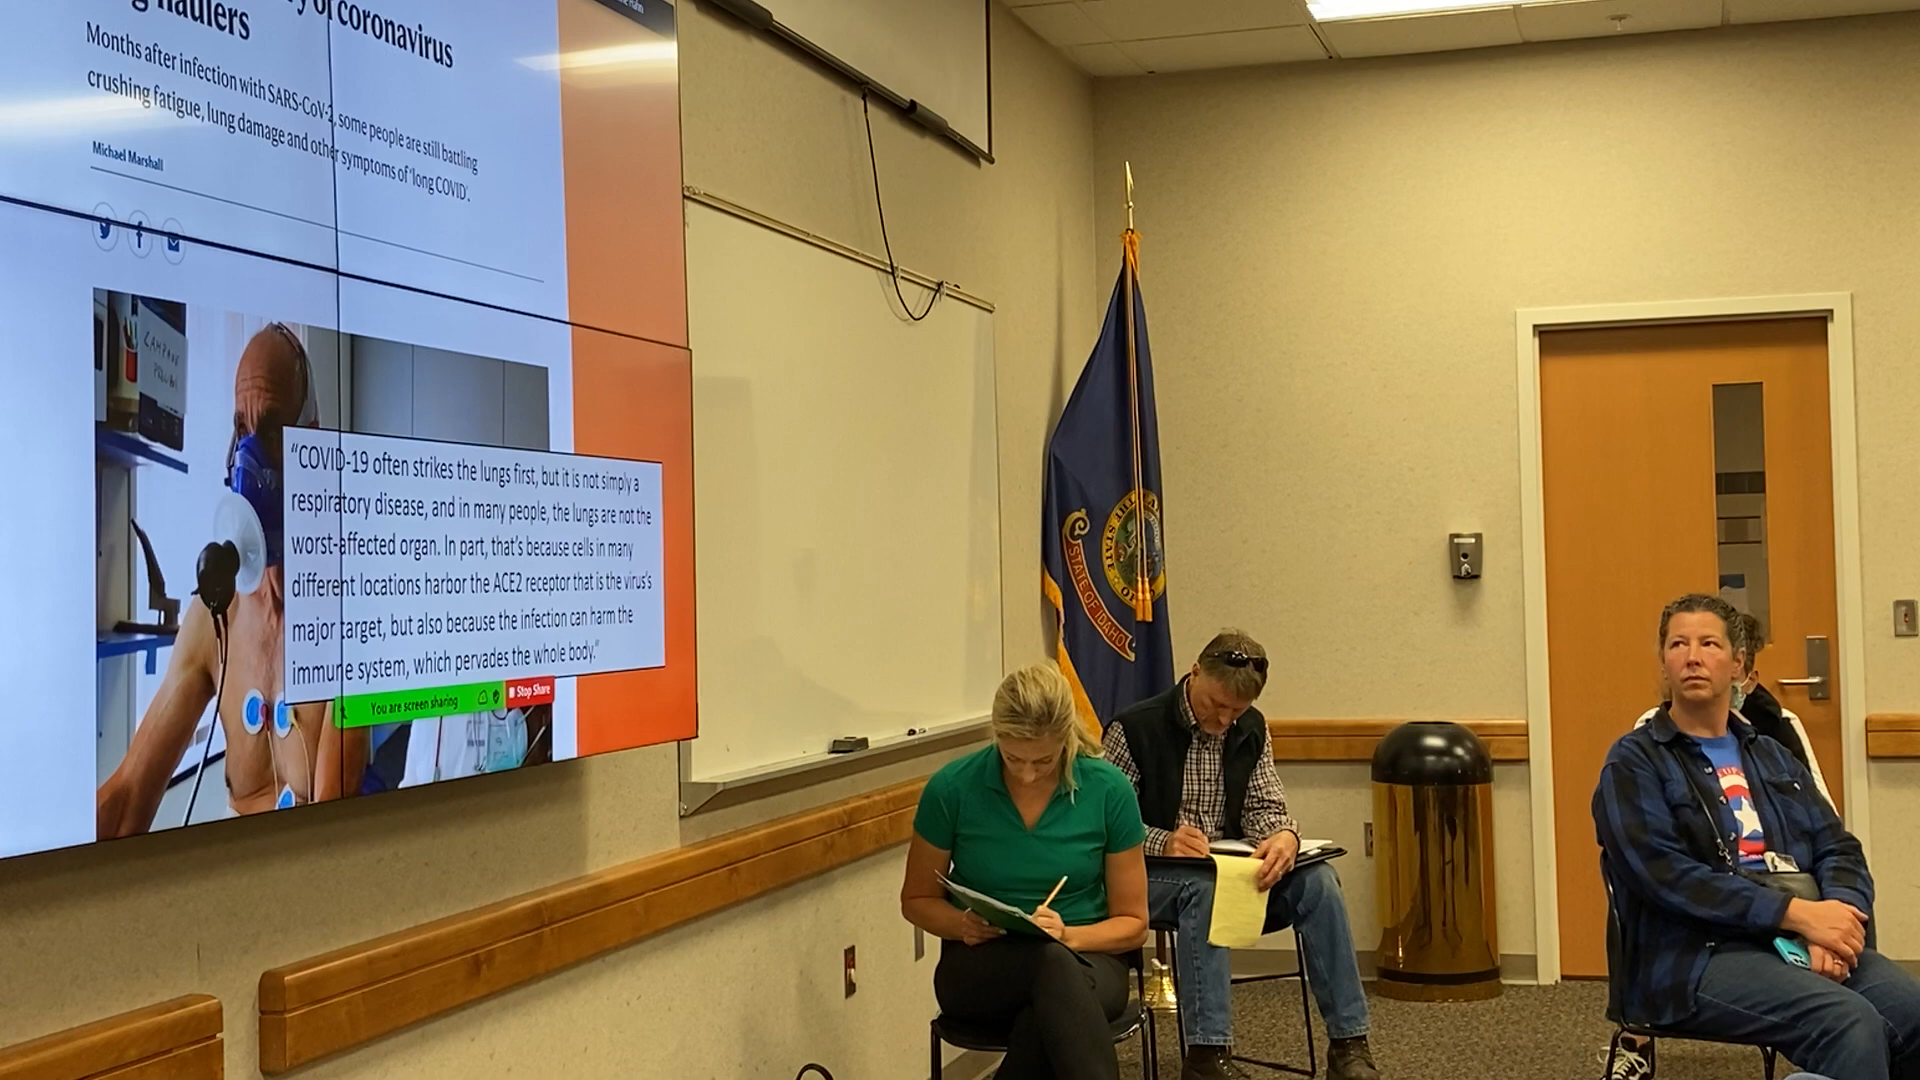 y of coronavirus
haulers
Months after infection with SARS-CoV-2, some people are still battling
crushing fatigue, lung damage and other symptoms of 'long COVID'.
Michael Marshall
"COVID-19 often strikes the lungs first, but it is not simply a
respiratory disease, and in many people, the lungs are not the
worst-affected organ. In part, that's because cells in many
different locations harbor the ACE2 receptor that is the virus's
major target, but also because the infection can harm the
immune system, which pervades the whole body."
You are screen sharing
Stop Share
STATE OF IDAHO